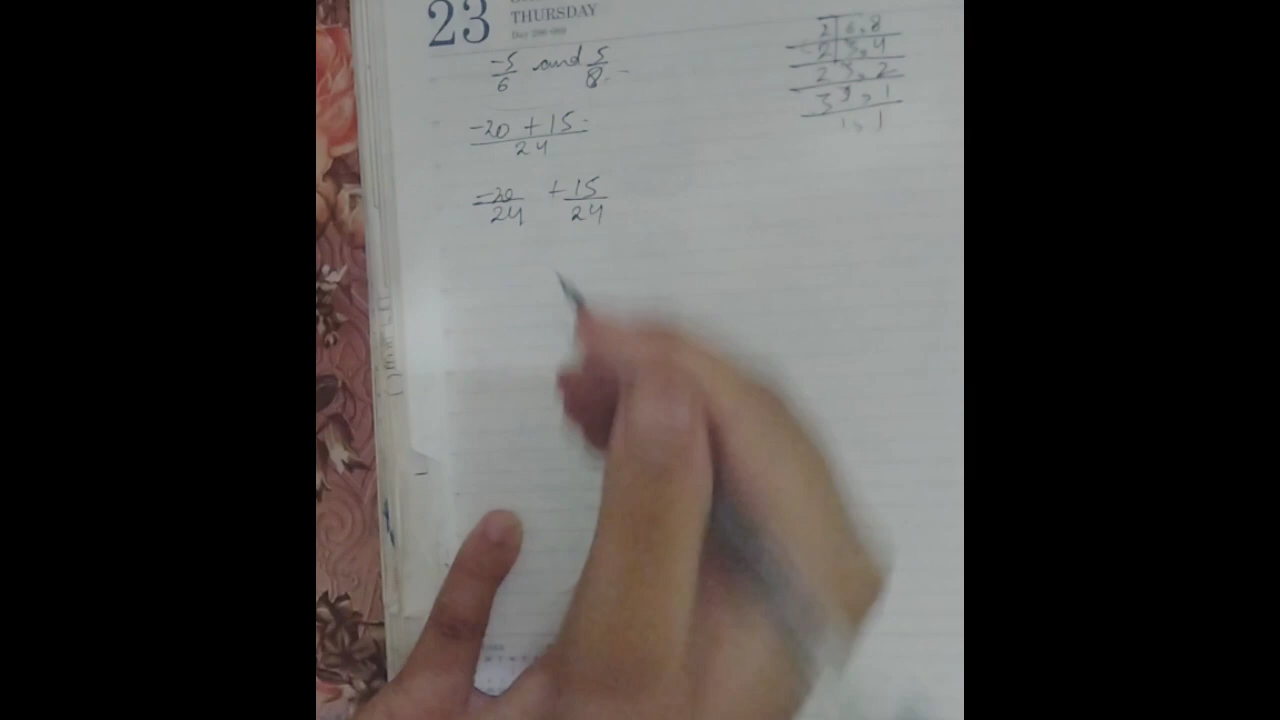 23
THURSDAY
-5/6 and 5/8
-20 + 15
24
-20/24 + 15/24
2 | 6, 8
2 | 3, 4
2 3, 2
3 3, 1
1, 1